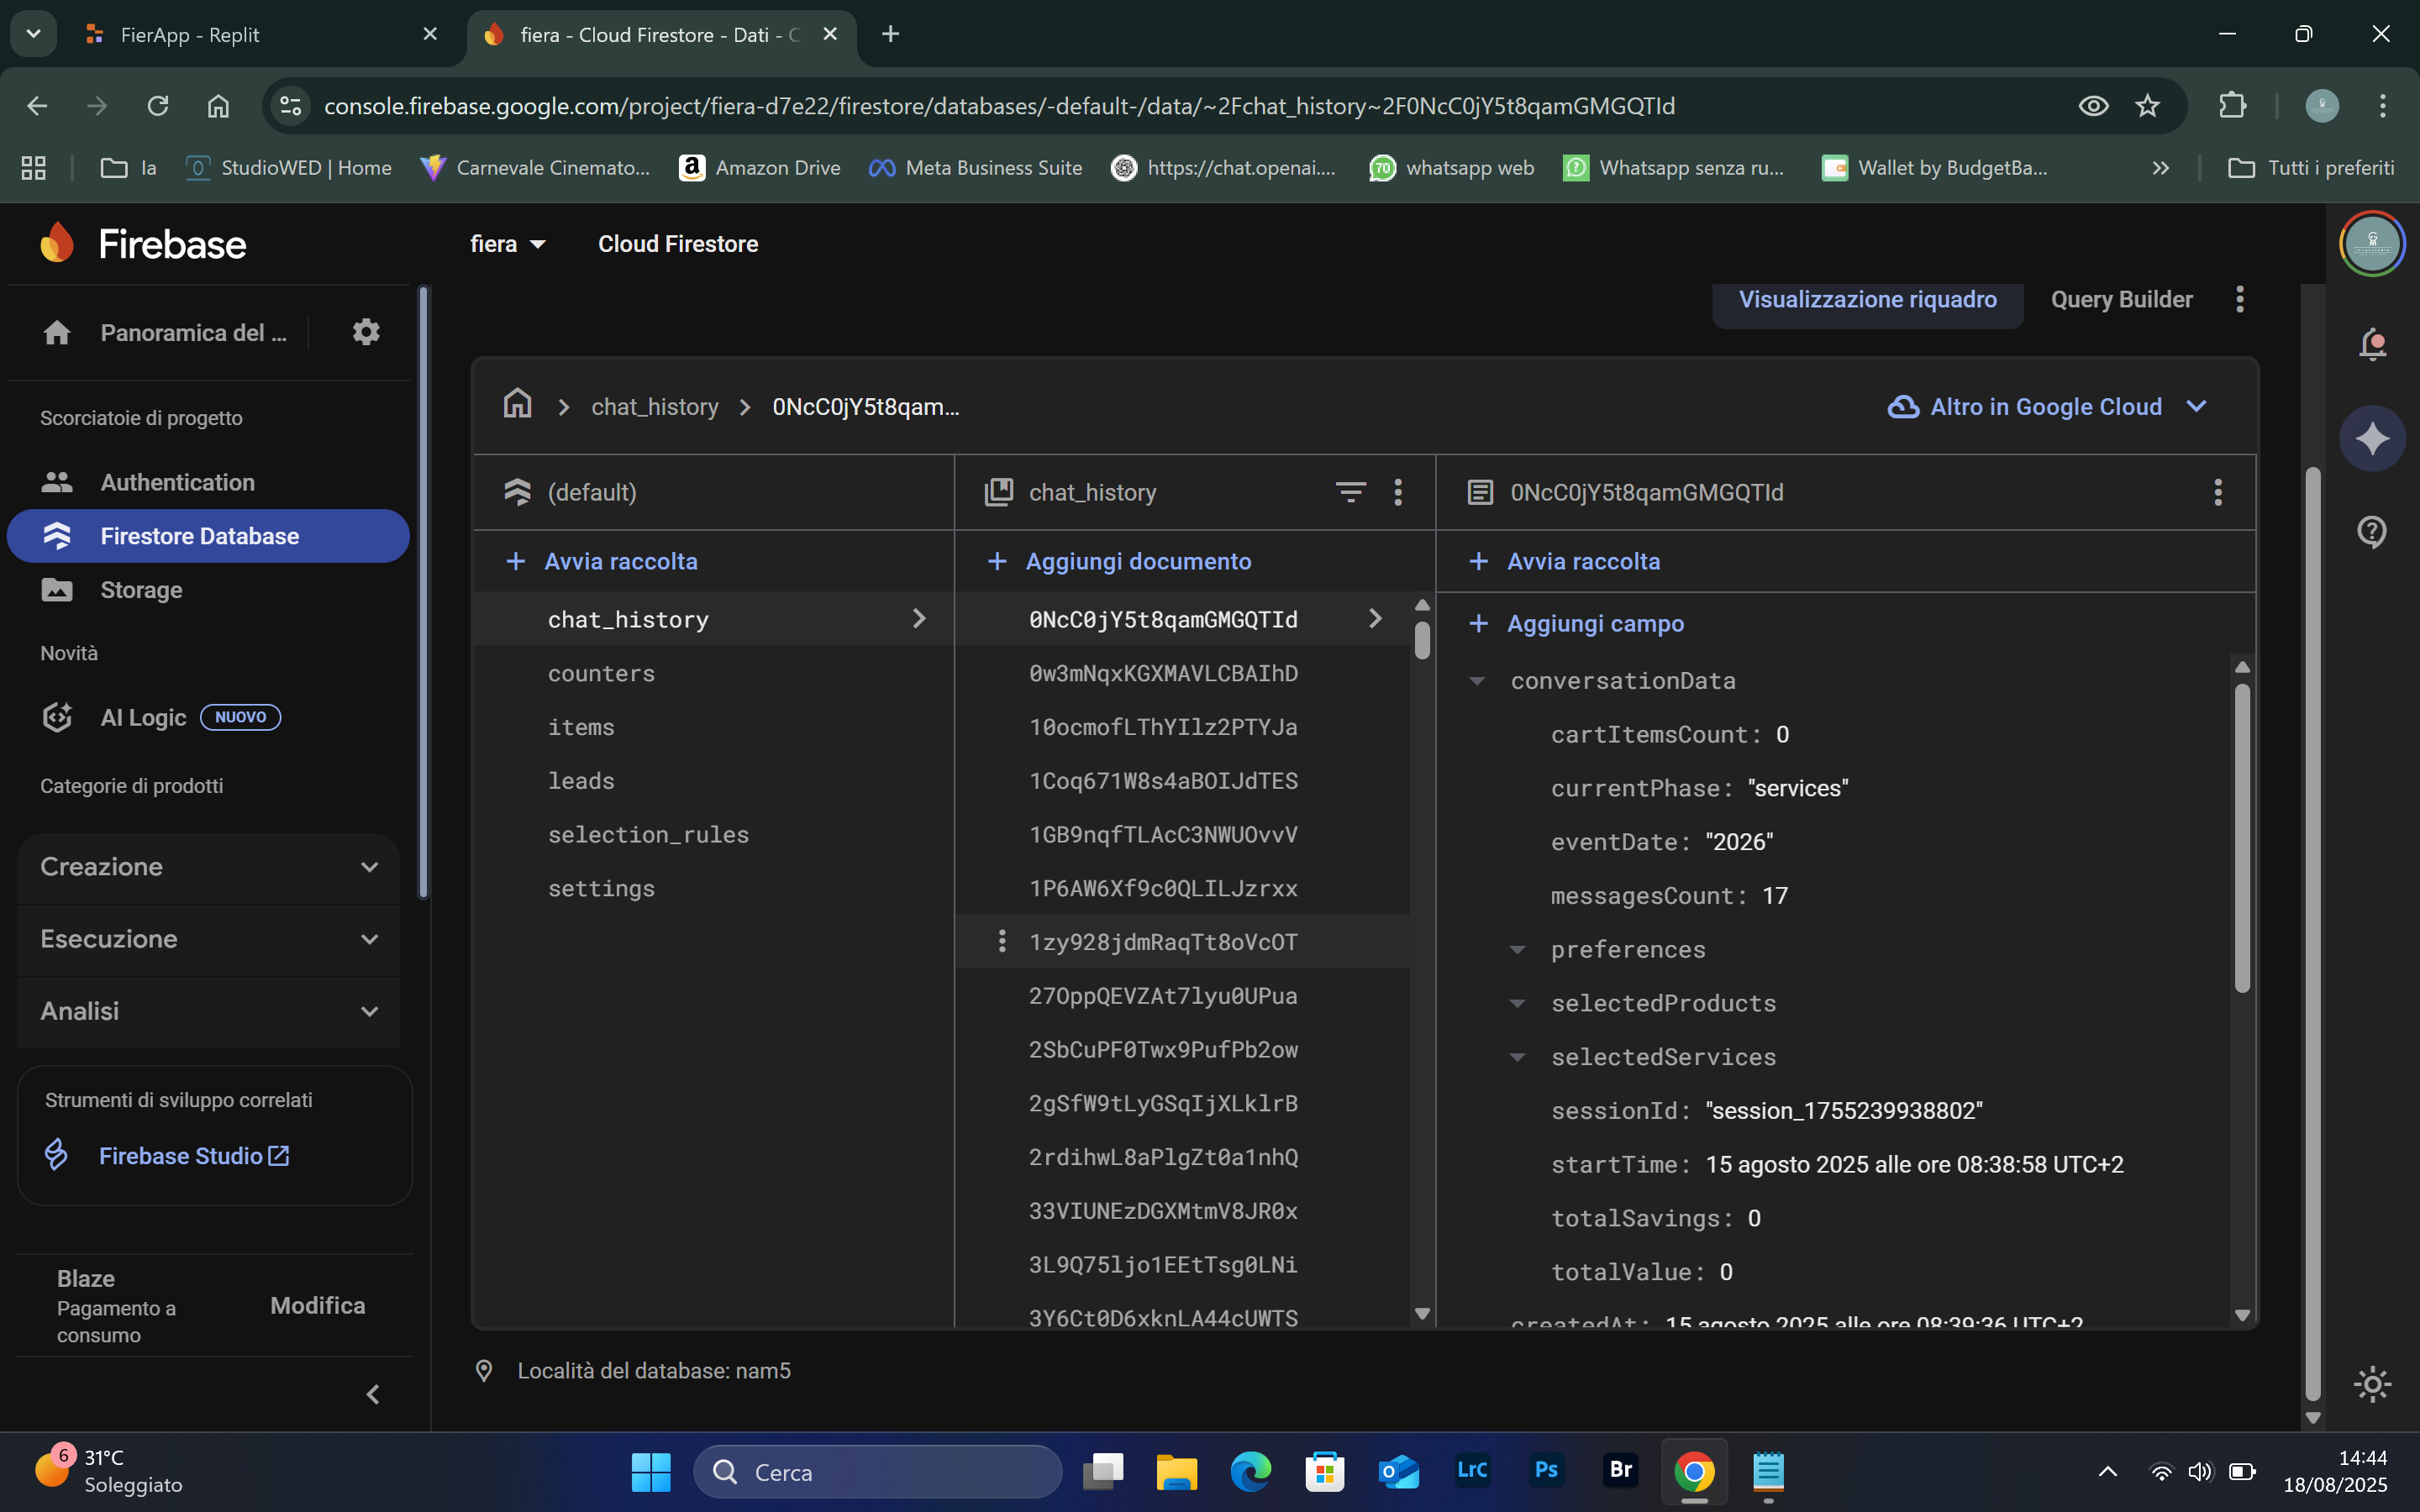 FierApp - Replit
fiera - Cloud Firestore - Dati - C
console.firebase.google.com/project/fiera-d7e22/firestore/databases/-default-/data/~2Fchat_history~2F0NcC0jY5t8qamGMGQTId
Ia
StudioWED | Home
Carnevale Cinemato...
Amazon Drive
Meta Business Suite
https://chat.openai....
70
whatsapp web
Whatsapp senza ru...
Wallet by BudgetBa...
Tutti i preferiti
Firebase
fiera
Cloud Firestore
Visualizzazione riquadro
Query Builder
Panoramica del ...
Scorciatoie di progetto
Authentication
Firestore Database
Storage
Novità
AI Logic
NUOVO
Categorie di prodotti
Creazione
Esecuzione
Analisi
Strumenti di sviluppo correlati
Firebase Studio
Blaze
Pagamento a
consumo
Modifica
chat_history
0NcC0jY5t8qam...
Altro in Google Cloud
(default)
Avvia raccolta
chat_history
counters
items
leads
selection_rules
settings
chat_history
Aggiungi documento
0NcC0jY5t8qamGMGQTId
0w3mNqxKGXMAVLCBAIhD
10ocmofLThYIlz2PTYJa
1Coq671W8s4aBOIJdTES
1GB9nqfTLAcC3NWUOvvV
1P6AW6Xf9c0QLILJzrxx
1zy928jdmRaqTt8oVcOT
27OppQEVZAt7lyu0UPua
2SbCuPF0Twx9PufPb2ow
2gSfW9tLyGSqIjXLklrB
2rdihwL8aPlgZt0a1nhQ
33VIUNEzDGXMtmV8JR0x
3L9Q75ljo1EEtTsg0LNi
3Y6Ct0D6xknLA44cUWTS
0NcC0jY5t8qamGMGQTId
Avvia raccolta
Aggiungi campo
conversationData
cartItemsCount: 0
currentPhase: "services"
eventDate: "2026"
messagesCount: 17
preferences
selectedProducts
selectedServices
sessionId: "session_1755239938802"
startTime: 15 agosto 2025 alle ore 08:38:58 UTC+2
totalSavings: 0
totalValue: 0
createdAt: 15 agosto 2025 alle ore 08:39:36 UTC+2
Località del database: nam5
6
31°C
Soleggiato
Cerca
LrC
Ps
Br
14:44
18/08/2025